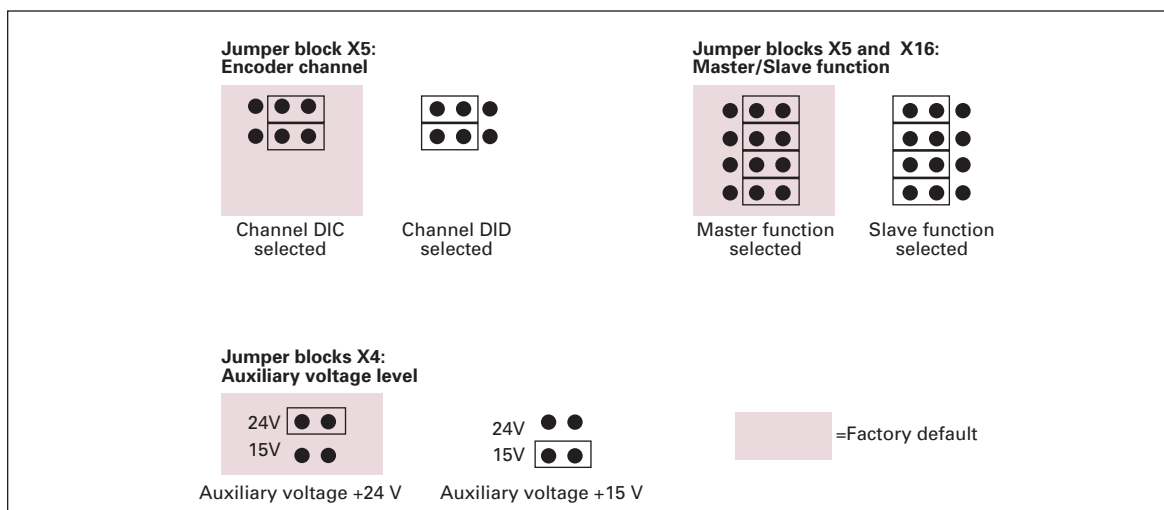 Jumper block X5:
Encoder channel
Channel DIC
selected
Channel DID
selected
Jumper blocks X5 and X16:
Master/Slave function
Master function
selected
Slave function
selected
Jumper blocks X4:
Auxiliary voltage level
24V
15V
Auxiliary voltage +24 V
24V
15V
Auxiliary voltage +15 V
=Factory default